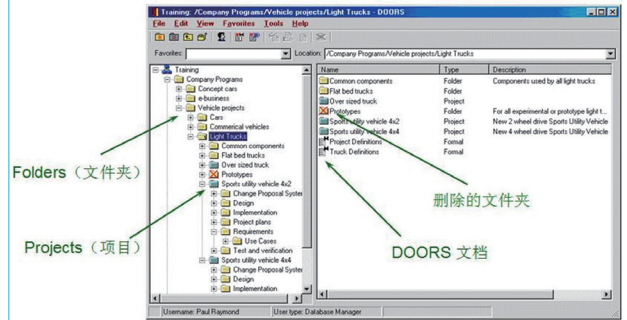 Training: /Company Programs/Vehicle projects/Light Trucks - DOORS
File Edit View Favorites Tools Help
Favorites: Location: /Company Programs/Vehicle projects/Light Trucks
Training
Company Programs
Concept cars
e-business
Vehicle projects
Cars
Commerical vehicles
Light Trucks
Common components
Flat bed trucks
Over sized truck
Prototypes
Sports utility vehicle 4x2
Change Proposal System
Design
Implementation
Project plans
Requirements
Use Cases
Test and verification
Sports utility vehicle 4x4
Change Proposal System
Design
Implementation
Name Type Description
Common components Folder Components used by all light trucks
Flat bed trucks Folder
Over sized truck Project
Prototypes Folder For all experimental or prototype light t...
Sports utility vehicle 4x2 Project New 2 wheel drive Sports Utility Vehicle
Sports utility vehicle 4x4 Project New 4 wheel drive Sports Utility Vehicle
Project Definitions Formal
Truck Definitions Formal
Folders（文件夹）
Projects（项目）
删除的文件夹
DOORS 文档
Username: Paul Raymond User type: Database Manager